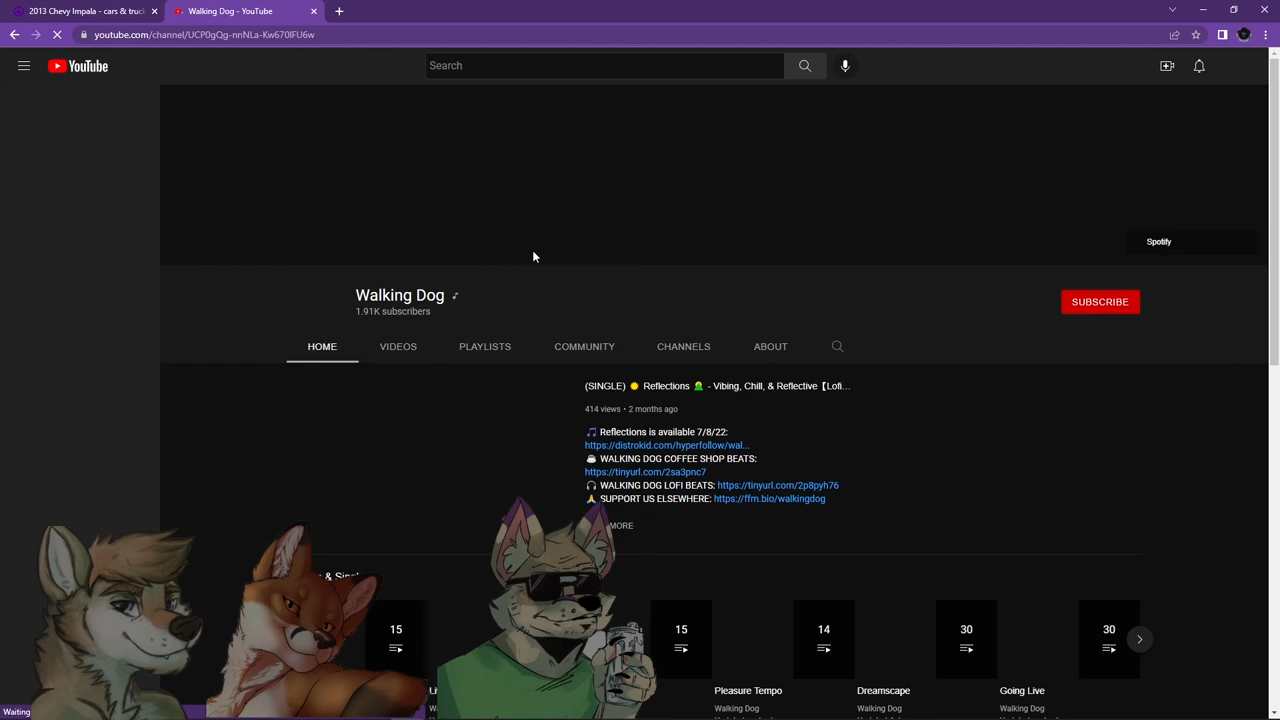 2013 Chevy Impala - cars & truck
Walking Dog - YouTube
youtube.com/channel/UCP0gQg-nnNLa-Kw670lFU6w
YouTube
Search
Spotify
Walking Dog
1.91K subscribers
SUBSCRIBE
HOME
VIDEOS
PLAYLISTS
COMMUNITY
CHANNELS
ABOUT
(SINGLE) 🌞 Reflections 🧟 - Vibing, Chill, & Reflective【Lofi...
414 views • 2 months ago
🎵 Reflections is available 7/8/22:
https://distrokid.com/hyperfollow/wal...
☕ WALKING DOG COFFEE SHOP BEATS:
https://tinyurl.com/2sa3pnc7
🎧 WALKING DOG LOFI BEATS: https://tinyurl.com/2p8pyh76
🙏 SUPPORT US ELSEWHERE: https://ffm.bio/walkingdog
MORE
15
15
14
30
30
Pleasure Tempo
Dreamscape
Going Live
Walking Dog
Walking Dog
Walking Dog
Waiting